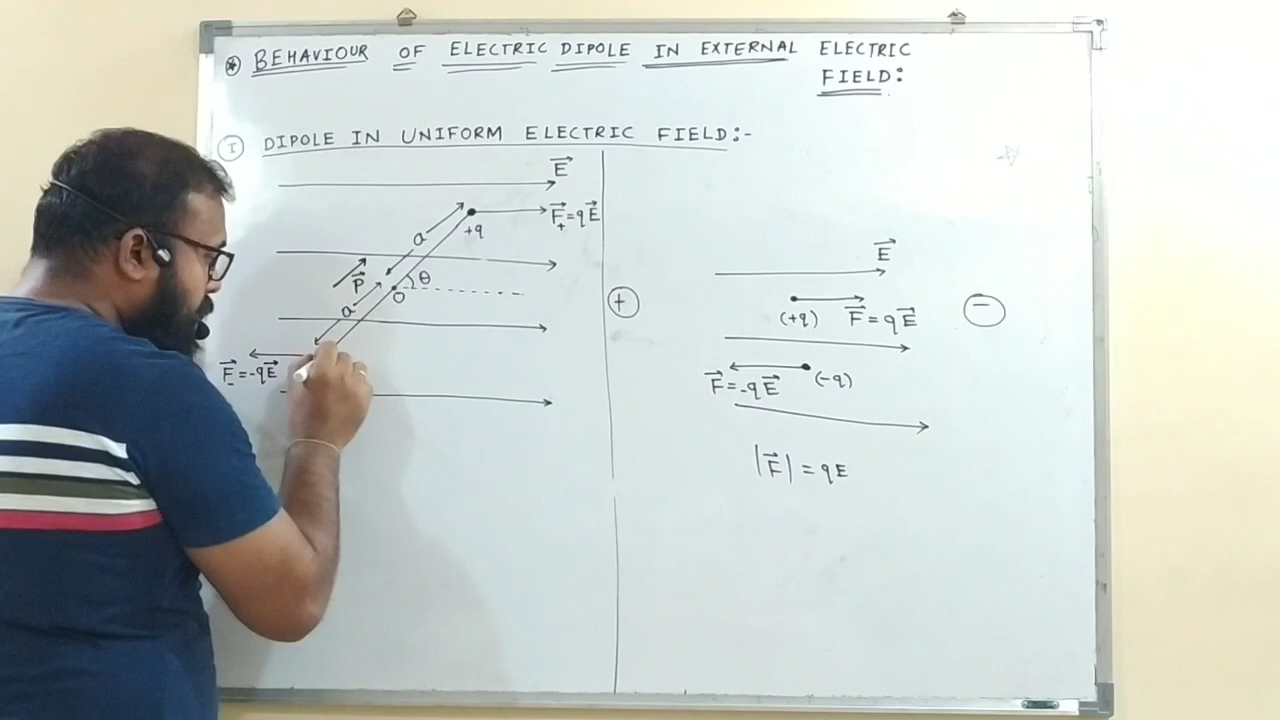 * BEHAVIOUR OF ELECTRIC DIPOLE IN EXTERNAL ELECTRIC
FIELD:
I DIPOLE IN UNIFORM ELECTRIC FIELD:-
E⃗
F⃗₊=qE⃗
+q
a
P⃗
θ
O
a
F⃗₋=-qE⃗
+
E⃗
(+q) F⃗=qE⃗
−
F⃗=-qE⃗ (-q)
|F⃗|=qE